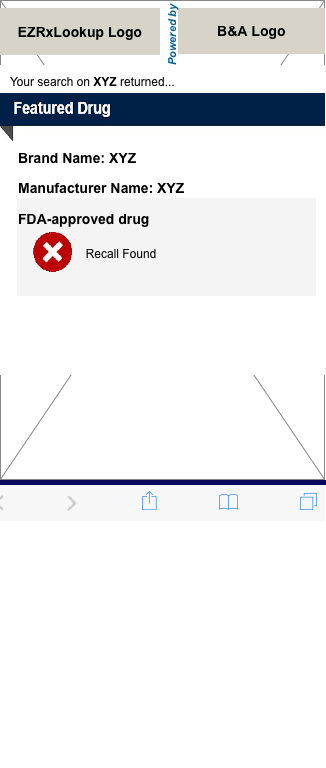 EZRxLookup Logo
Powered by
B&A Logo
Your search on XYZ returned...
Featured Drug
Brand Name: XYZ
Manufacturer Name: XYZ
FDA-approved drug
Recall Found